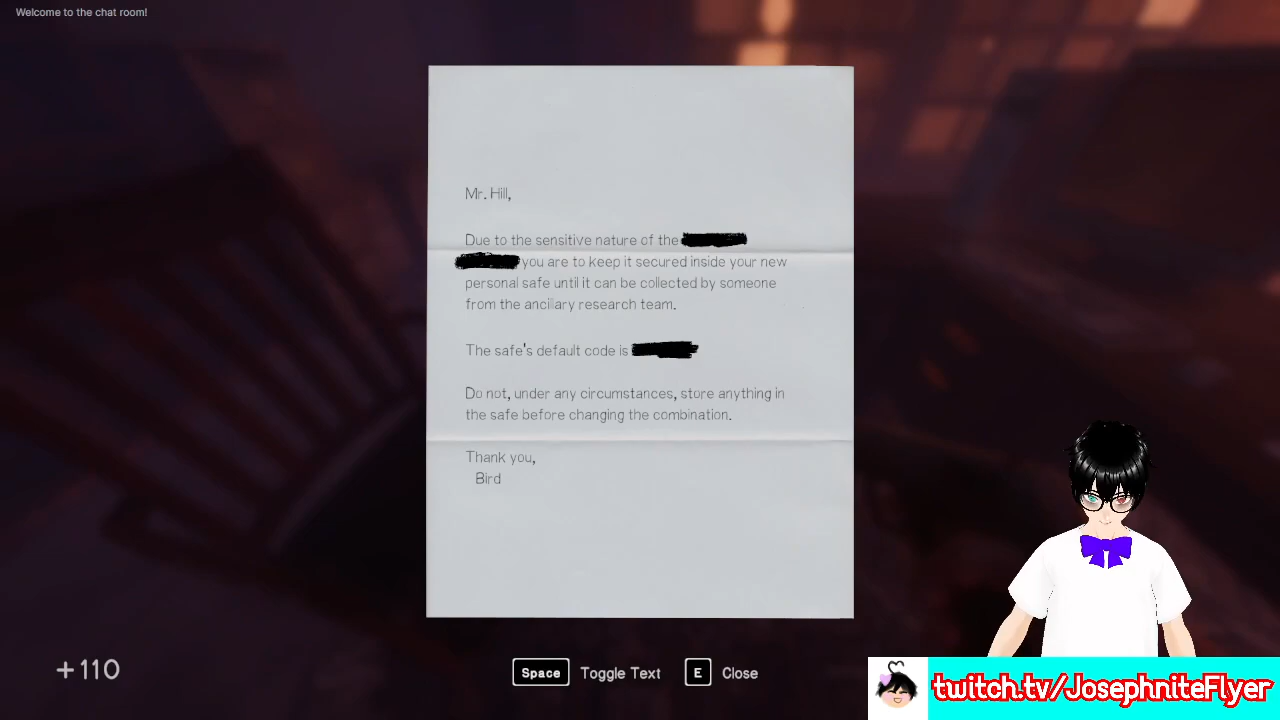 Welcome to the chat room!
Mr. Hill,
Due to the sensitive nature of the
you are to keep it secured inside your new
personal safe until it can be collected by someone
from the ancillary research team.
The safe's default code is
Do not, under any circumstances, store anything in
the safe before changing the combination.
Thank you,
Bird
+110
Space Toggle Text E Close
twitch.tv/JosephniteFlyer